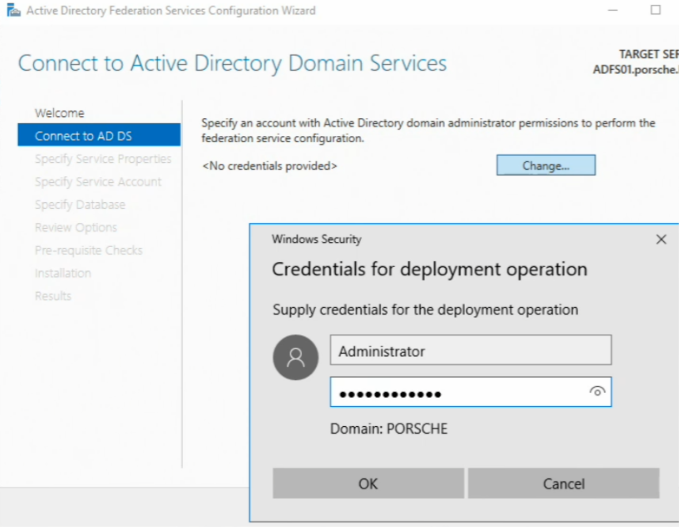 Active Directory Federation Services Configuration Wizard
Connect to Active Directory Domain Services
TARGET SER
ADFS01.porsche.
Welcome
Connect to AD DS
Specify Service Properties
Specify Service Account
Specify Database
Review Options
Pre-requisite Checks
Installation
Results
Specify an account with Active Directory domain administrator permissions to perform the
federation service configuration.
<No credentials provided>
Change...
Windows Security
Credentials for deployment operation
Supply credentials for the deployment operation
Administrator
●●●●●●●●●●●●
Domain: PORSCHE
OK
Cancel